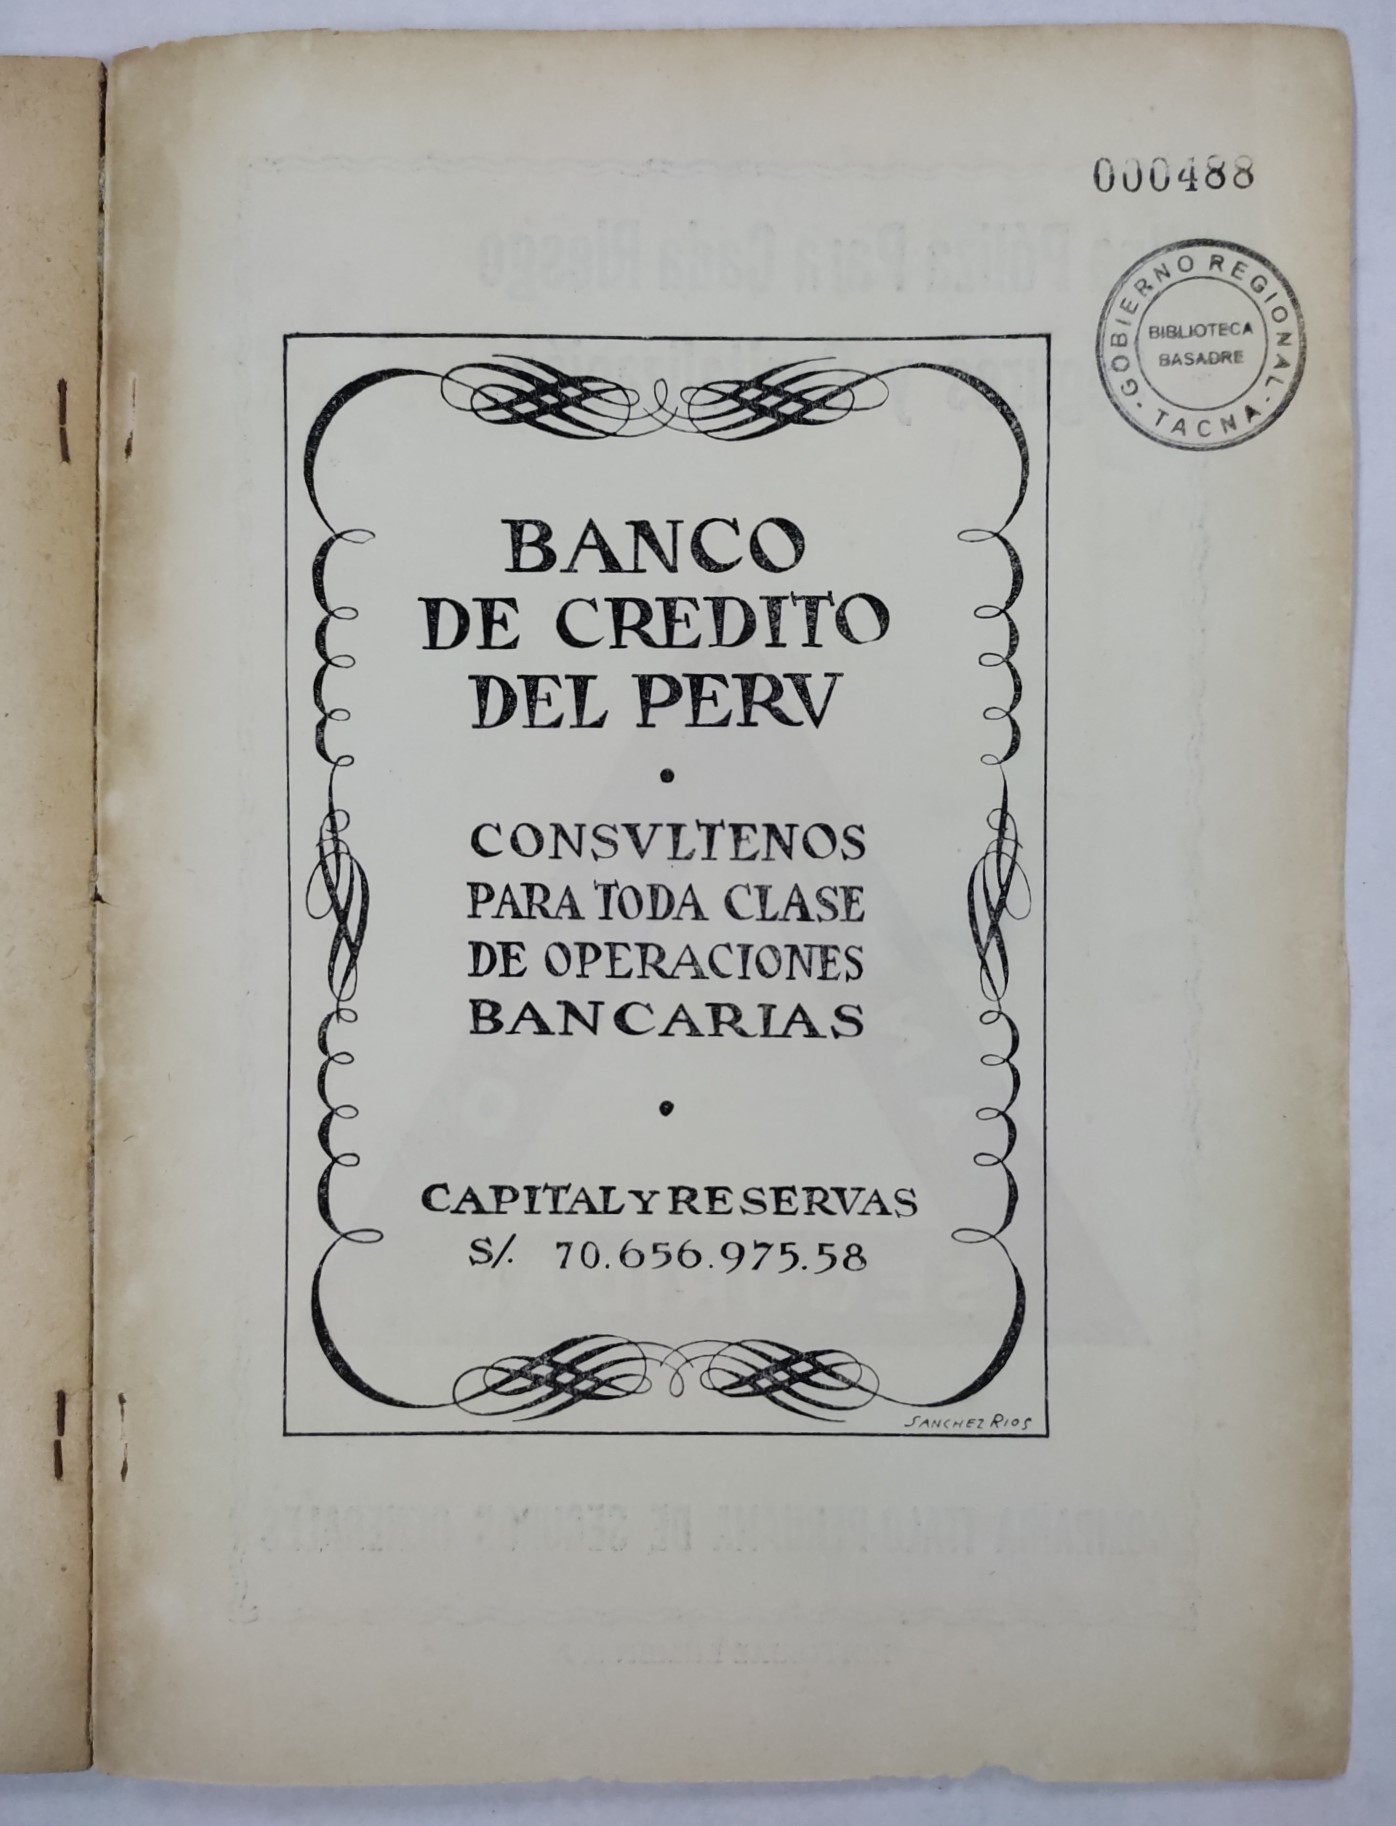 000488
GOBIERNO REGIONAL
BIBLIOTECA
BASADRE
- TACNA -
BANCO
DE CREDITO
DEL PERV
•
CONSVLTENOS
PARA TODA CLASE
DE OPERACIONES
BANCARIAS
•
CAPITAL Y RESERVAS
S/. 70.656.975.58
SANCHEZ RIOS